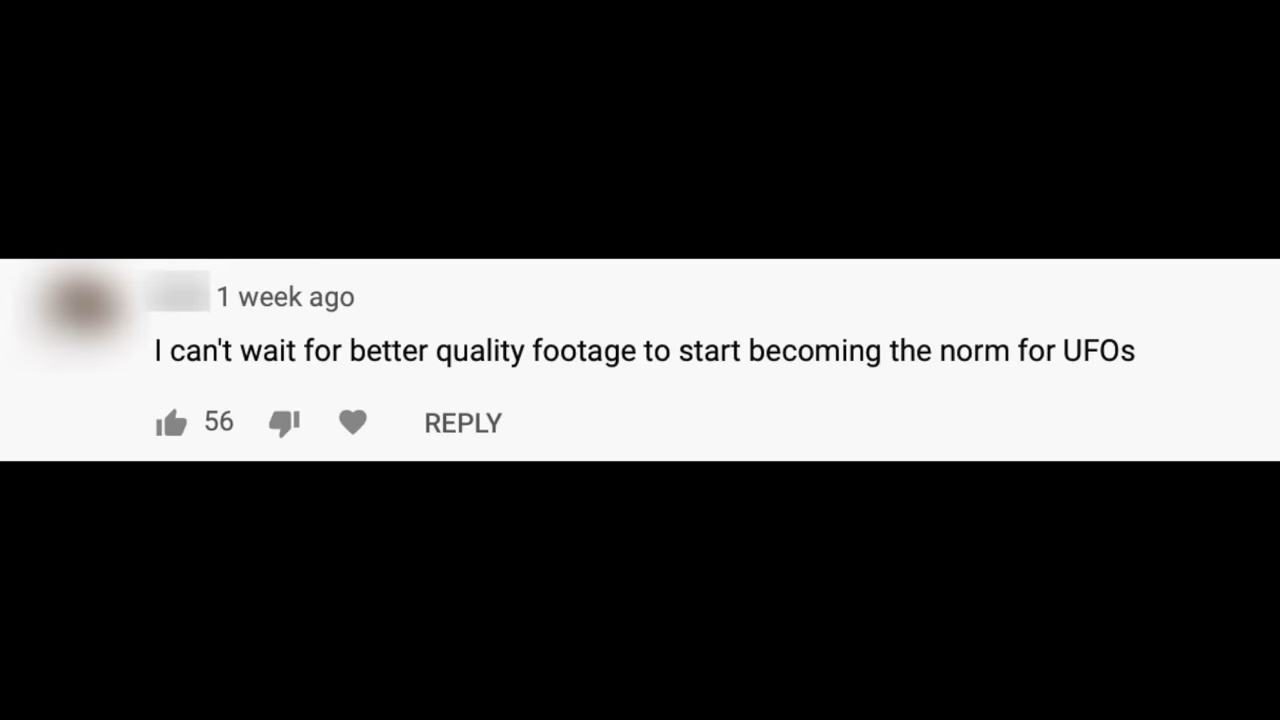 1 week ago
I can't wait for better quality footage to start becoming the norm for UFOs
56 REPLY